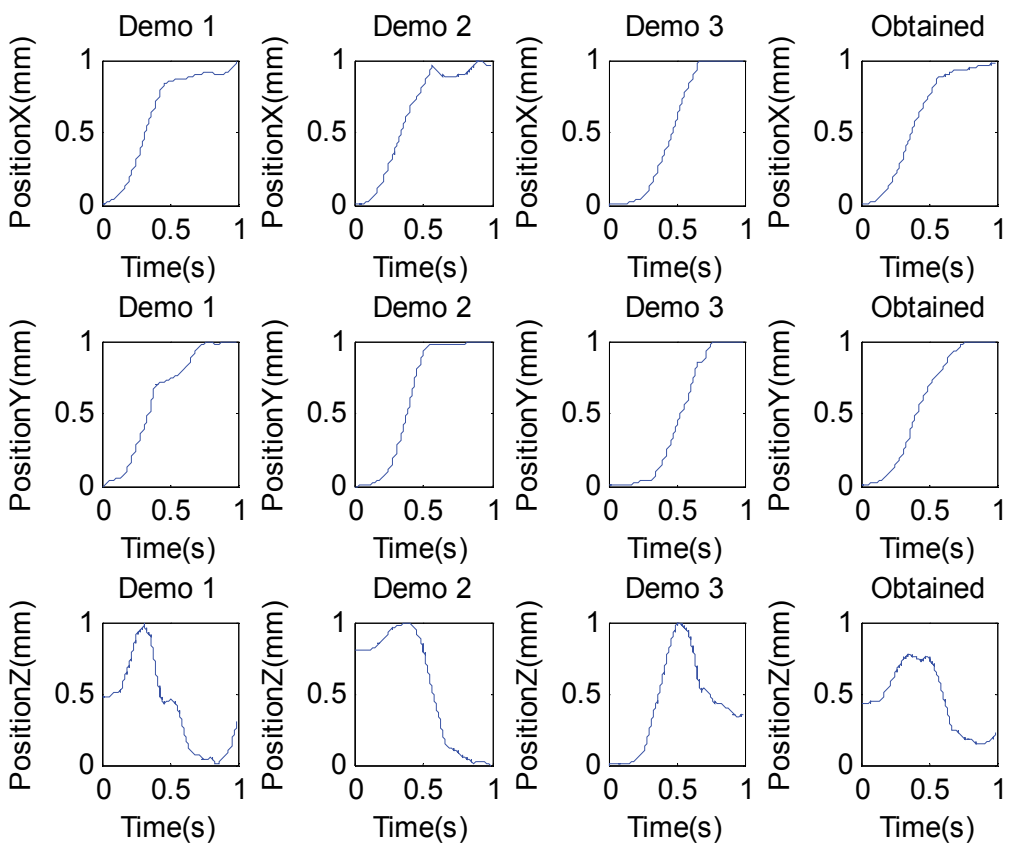 Demo 1 Demo 2 Demo 3 Obtained
PositionX(mm) 1 0.5 0 PositionX(mm) 1 0.5 0 PositionX(mm) 1 0.5 0 PositionX(mm) 1 0.5 0
0 0.5 1 0 0.5 1 0 0.5 1 0 0.5 1
Time(s) Time(s) Time(s) Time(s)
Demo 1 Demo 2 Demo 3 Obtained
PositionY(mm) 1 0.5 0 PositionY(mm) 1 0.5 0 PositionY(mm) 1 0.5 0 PositionY(mm) 1 0.5 0
0 0.5 1 0 0.5 1 0 0.5 1 0 0.5 1
Time(s) Time(s) Time(s) Time(s)
Demo 1 Demo 2 Demo 3 Obtained
PositionZ(mm) 1 0.5 0 PositionZ(mm) 1 0.5 0 PositionZ(mm) 1 0.5 0 PositionZ(mm) 1 0.5 0
0 0.5 1 0 0.5 1 0 0.5 1 0 0.5 1
Time(s) Time(s) Time(s) Time(s)